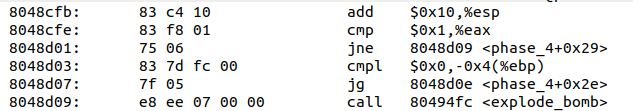 8048cfb: 83 c4 10 add $0x10,%esp
8048cfe: 83 f8 01 cmp $0x1,%eax
8048d01: 75 06 jne 8048d09 <phase_4+0x29>
8048d03: 83 7d fc 00 cmpl $0x0,-0x4(%ebp)
8048d07: 7f 05 jg 8048d0e <phase_4+0x2e>
8048d09: e8 ee 07 00 00 call 80494fc <explode_bomb>